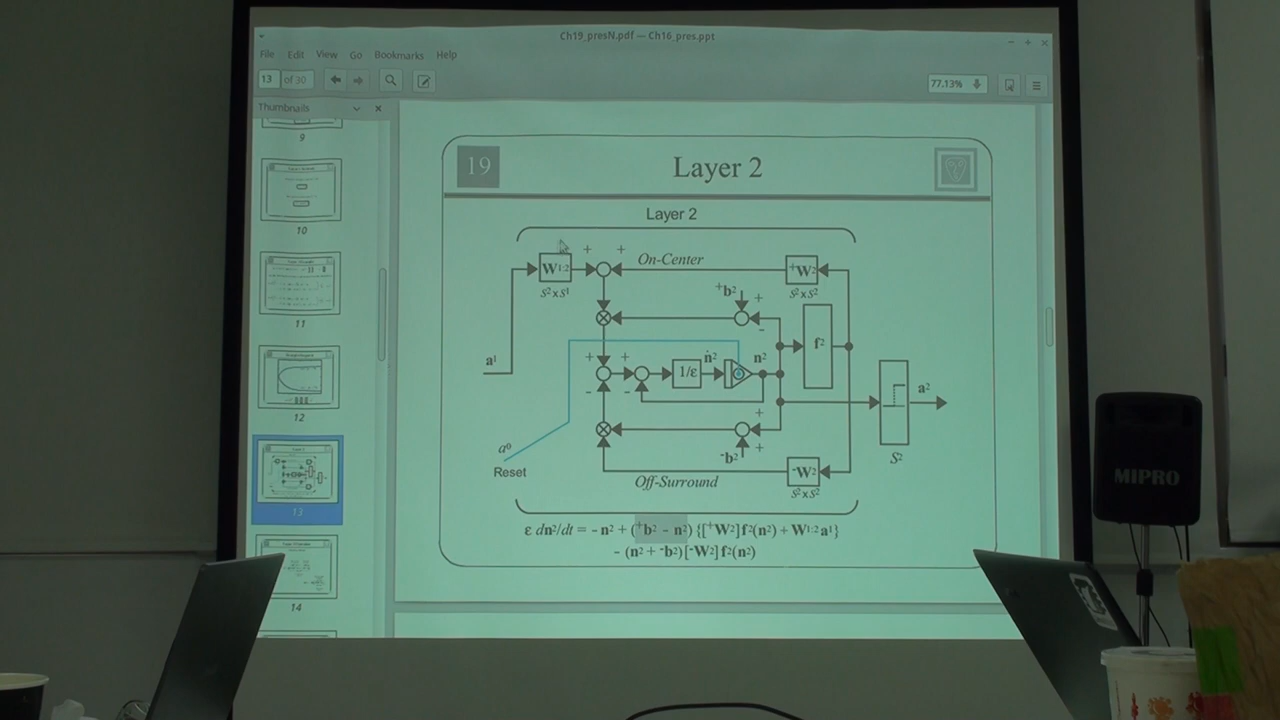 Ch19_presN.pdf — Ch16_pres.ppt
File Edit View Go Bookmarks Help
13 of 30
77.13%
Thumbnails
9
10
11
12
13
14
19
Layer 2
Layer 2
W1:2
S2 x S1
+ +
On-Center
+W2
S2 x S2
+b2
+
-
a1
+
-
+
-
1/ε
ṅ2
n2
f2
a2
S2
+
+
-b2
a0
Reset
Off-Surround
-W2
S2 x S2
ε dn2/dt = - n2 + (+b2 - n2) {[+W2]f2(n2) + W1:2a1}
- (n2 + -b2)[-W2]f2(n2)
MIPRO